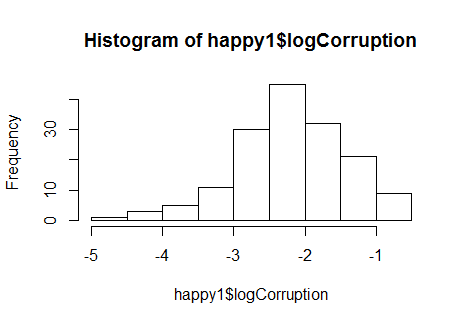 Histogram of happy1$logCorruption
Frequency
30
10
0
-5 -4 -3 -2 -1
happy1$logCorruption